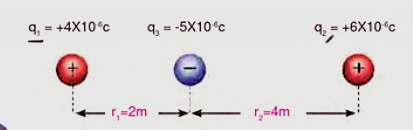 q₁ = +4X10⁻⁶c q₃ = -5X10⁻⁶c q₂ = +6X10⁻⁶c
+ − +
r₁=2m r₂=4m